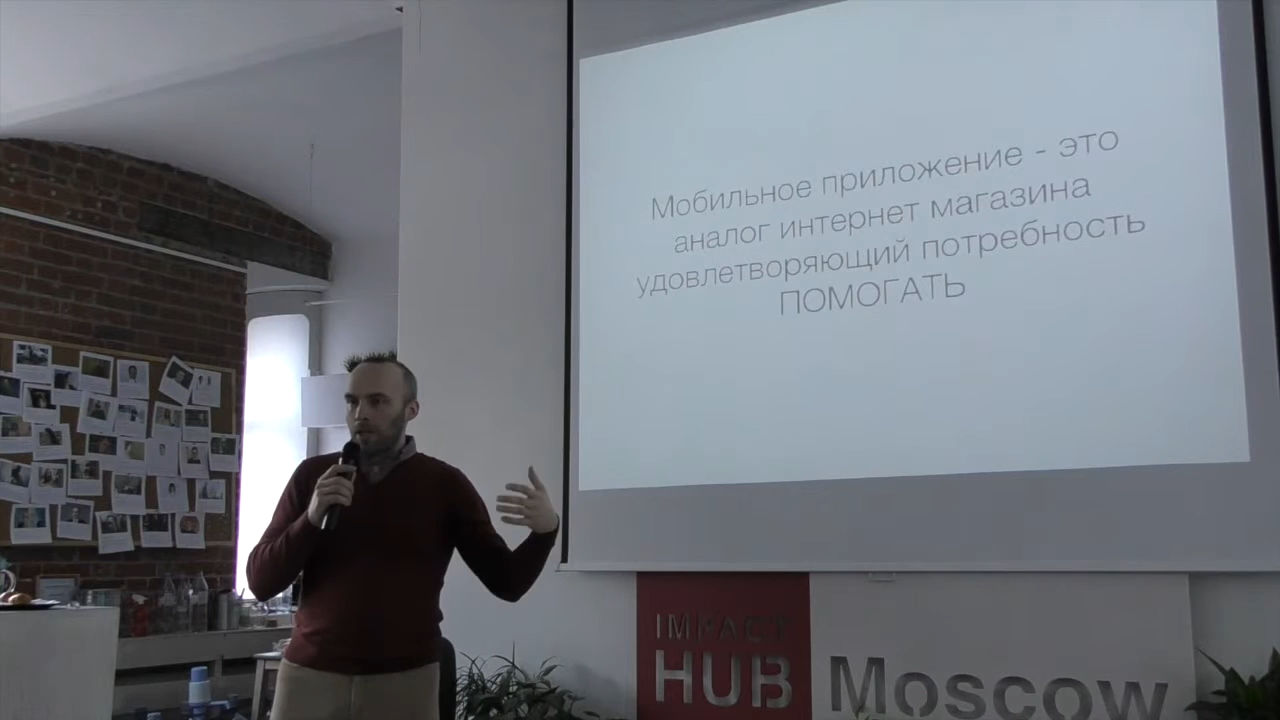 Мобильное приложение - это
аналог интернет магазина
удовлетворяющий потребность
ПОМОГАТЬ
IMPACT
HUB
Moscow